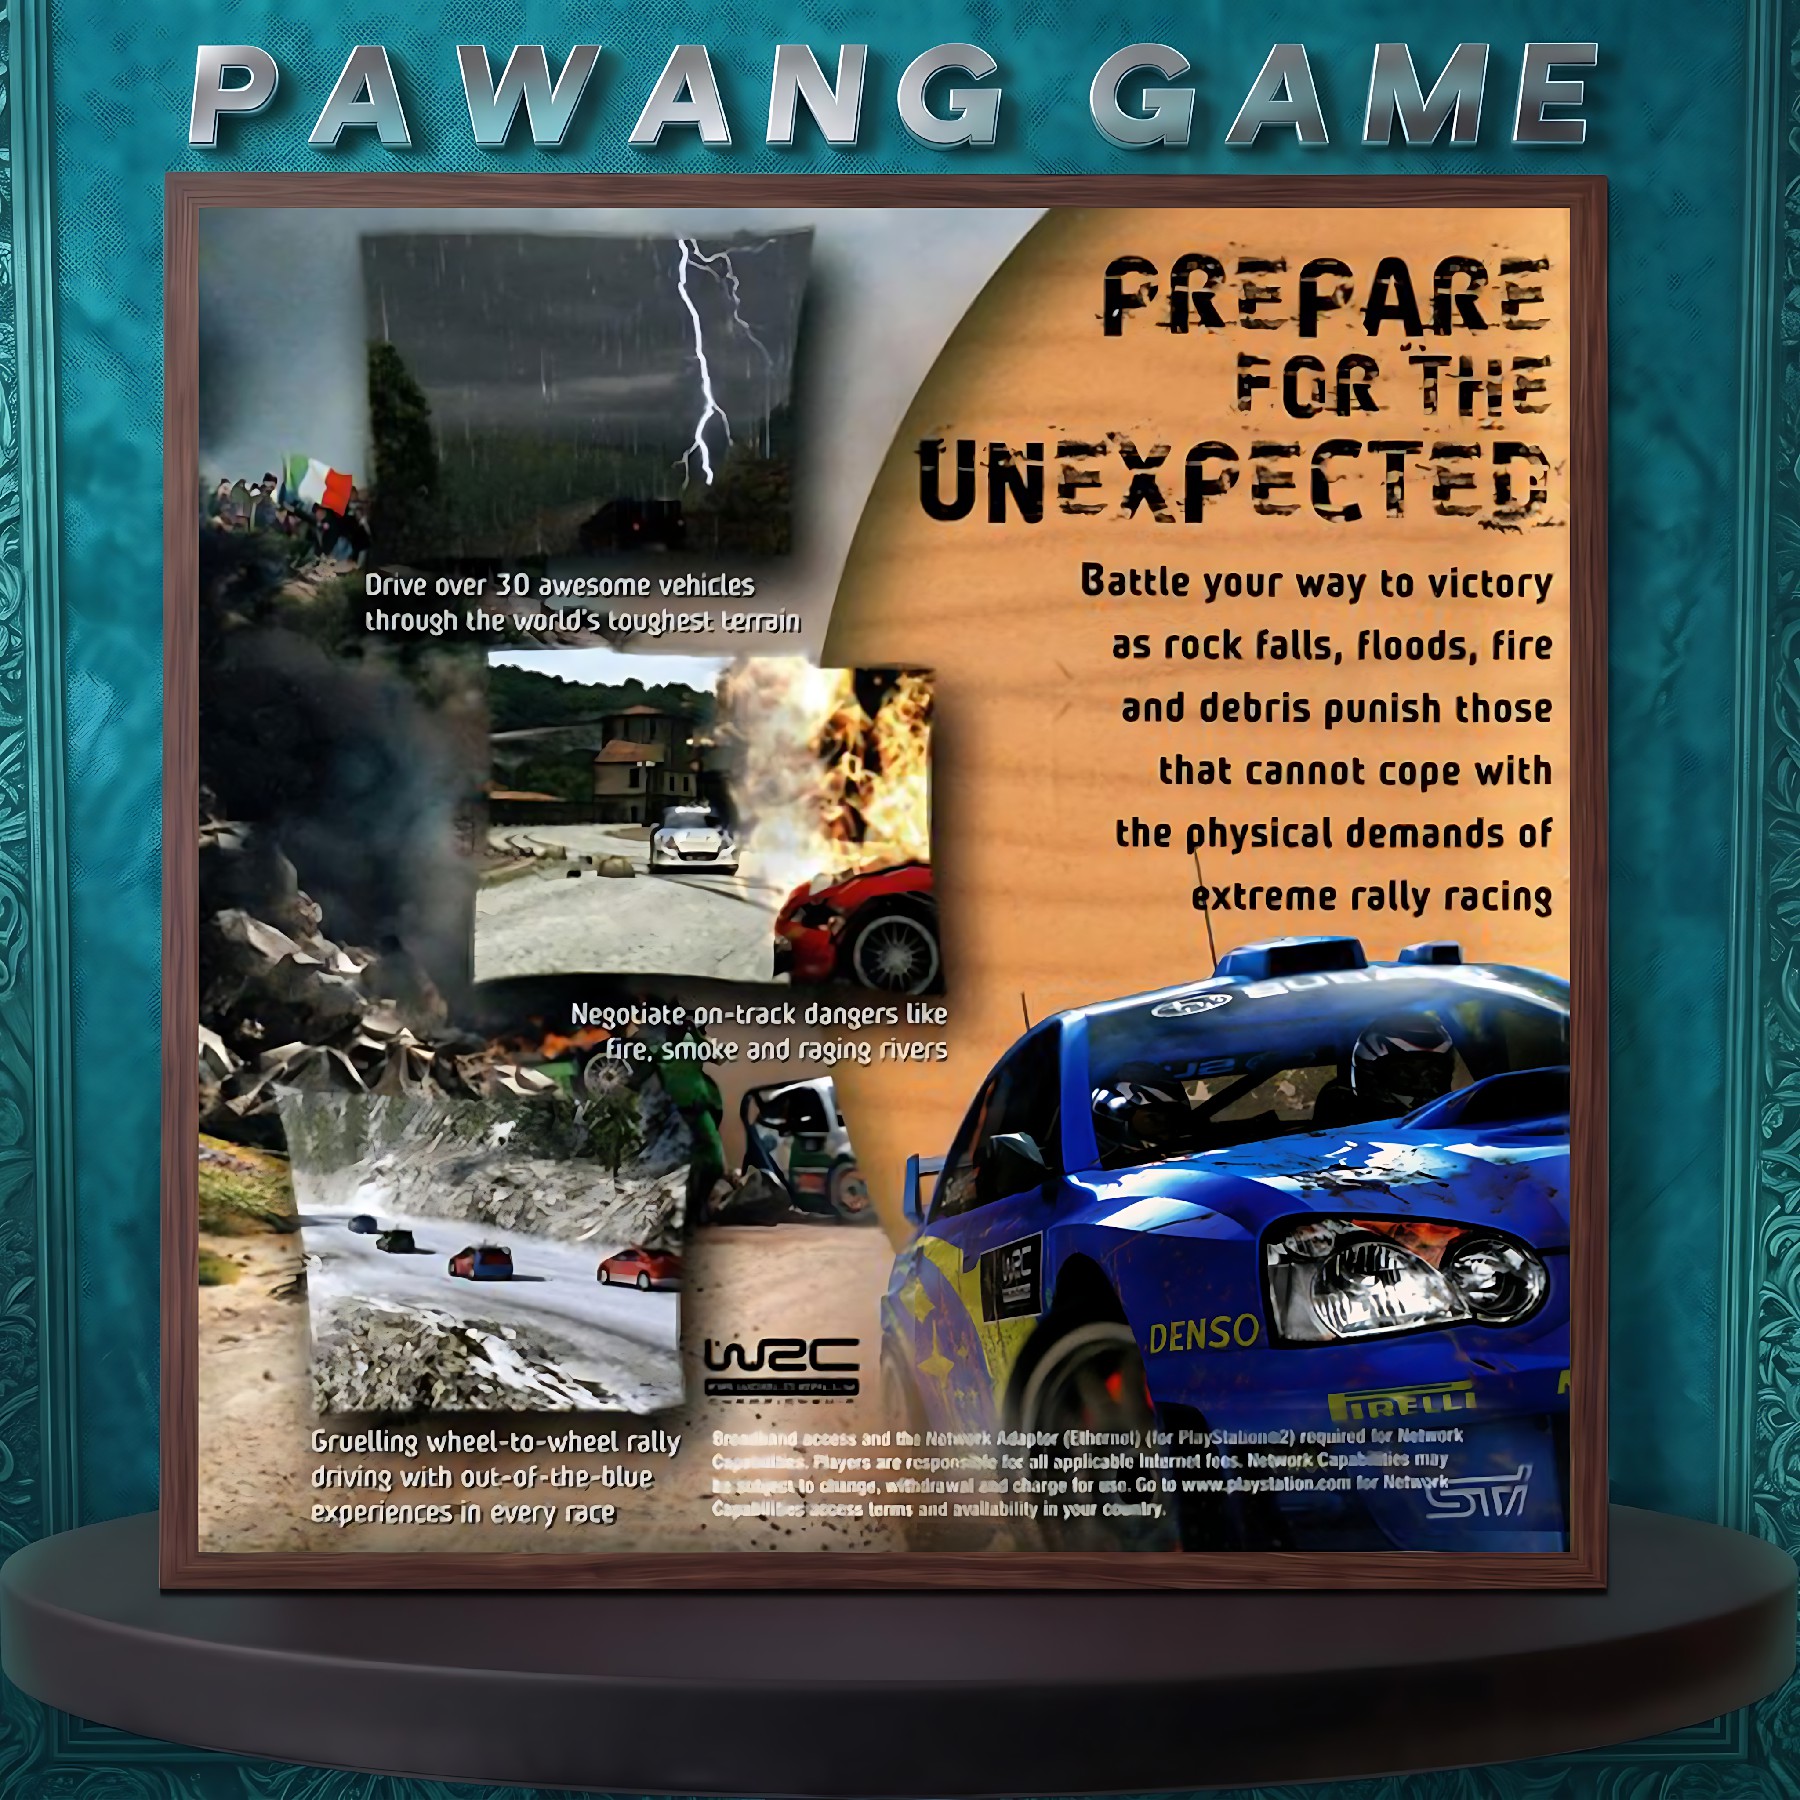 PAWANG GAME
PREPARE
FOR THE
UNEXPECTED
Battle your way to victory
as rock falls, floods, fire
and debris punish those
that cannot cope with
the physical demands of
extreme rally racing
Drive over 30 awesome vehicles
through the world's toughest terrain
Negotiate on-track dangers like
fire, smoke and raging rivers
Gruelling wheel-to-wheel rally
driving with out-of-the-blue
experiences in every race
SUBARU
WRC
DENSO
PIRELLI
WRC
Broadband access and the Network Adaptor (Ethernet) (for PlayStation®2) required for Network
Capabilities. Players are responsible for all applicable Internet fees. Network Capabilities may
be subject to change, withdrawal and charge for use. Go to www.playstation.com for Network
Capabilities access terms and availability in your country.
STi